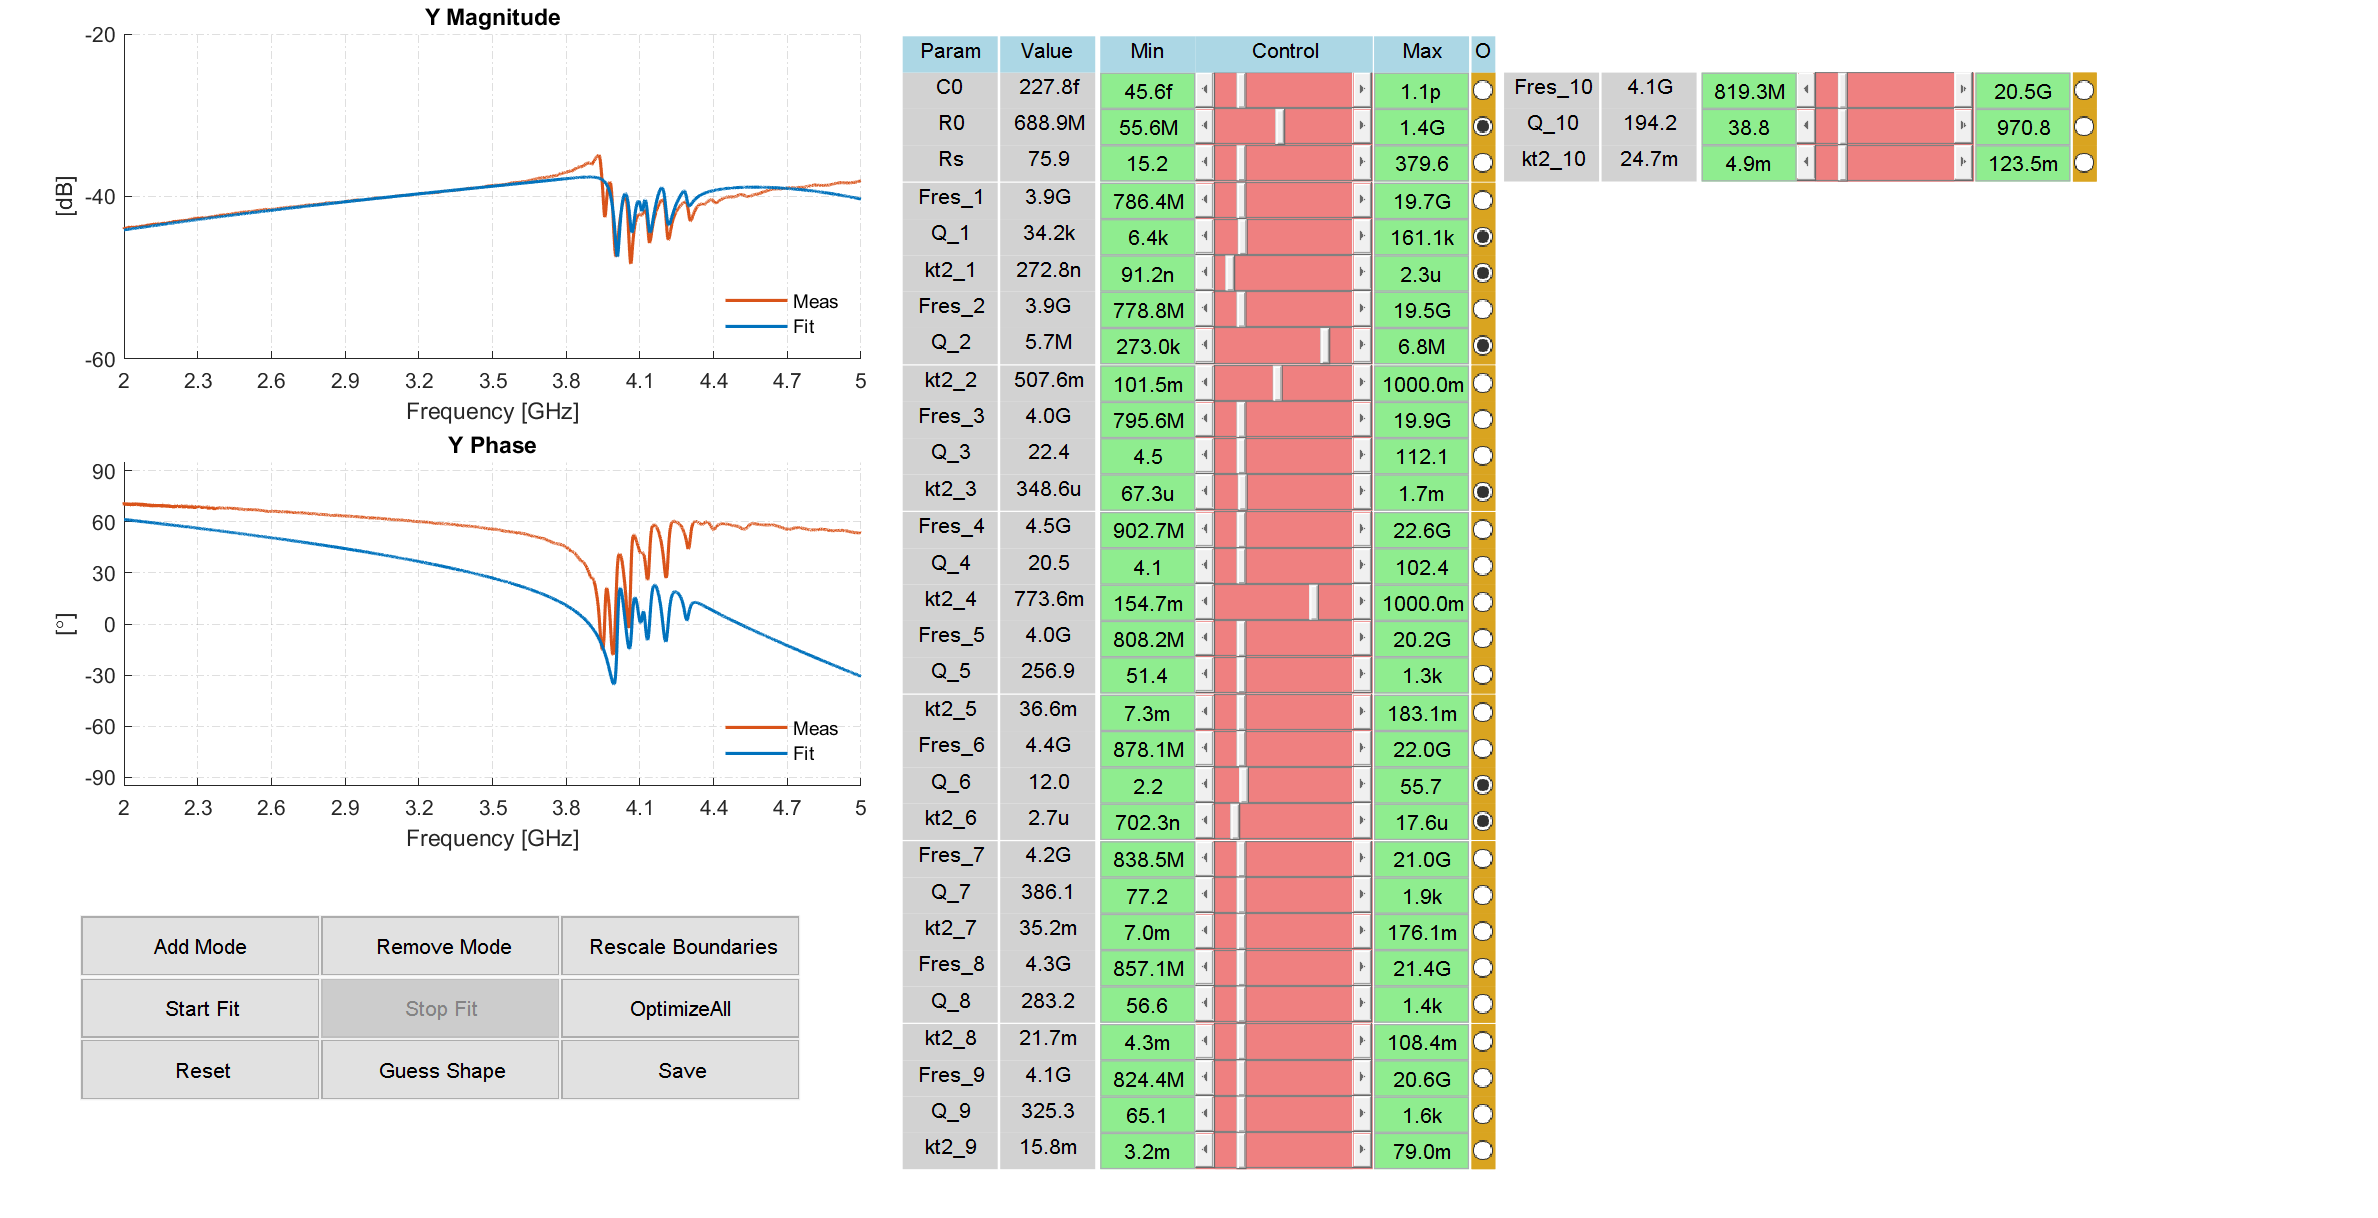 Y Magnitude
-20
-40
-60
[dB]
2 2.3 2.6 2.9 3.2 3.5 3.8 4.1 4.4 4.7 5
Frequency [GHz]
Meas
Fit
Y Phase
90
60
30
0
-30
-60
-90
[°]
2 2.3 2.6 2.9 3.2 3.5 3.8 4.1 4.4 4.7 5
Frequency [GHz]
Meas
Fit
Add Mode Remove Mode Rescale Boundaries
Start Fit Stop Fit OptimizeAll
Reset Guess Shape Save
Param Value Min Control Max O
C0 227.8f 45.6f 1.1p
R0 688.9M 55.6M 1.4G
Rs 75.9 15.2 379.6
Fres_1 3.9G 786.4M 19.7G
Q_1 34.2k 6.4k 161.1k
kt2_1 272.8n 91.2n 2.3u
Fres_2 3.9G 778.8M 19.5G
Q_2 5.7M 273.0k 6.8M
kt2_2 507.6m 101.5m 1000.0m
Fres_3 4.0G 795.6M 19.9G
Q_3 22.4 4.5 112.1
kt2_3 348.6u 67.3u 1.7m
Fres_4 4.5G 902.7M 22.6G
Q_4 20.5 4.1 102.4
kt2_4 773.6m 154.7m 1000.0m
Fres_5 4.0G 808.2M 20.2G
Q_5 256.9 51.4 1.3k
kt2_5 36.6m 7.3m 183.1m
Fres_6 4.4G 878.1M 22.0G
Q_6 12.0 2.2 55.7
kt2_6 2.7u 702.3n 17.6u
Fres_7 4.2G 838.5M 21.0G
Q_7 386.1 77.2 1.9k
kt2_7 35.2m 7.0m 176.1m
Fres_8 4.3G 857.1M 21.4G
Q_8 283.2 56.6 1.4k
kt2_8 21.7m 4.3m 108.4m
Fres_9 4.1G 824.4M 20.6G
Q_9 325.3 65.1 1.6k
kt2_9 15.8m 3.2m 79.0m
Fres_10 4.1G 819.3M 20.5G
Q_10 194.2 38.8 970.8
kt2_10 24.7m 4.9m 123.5m